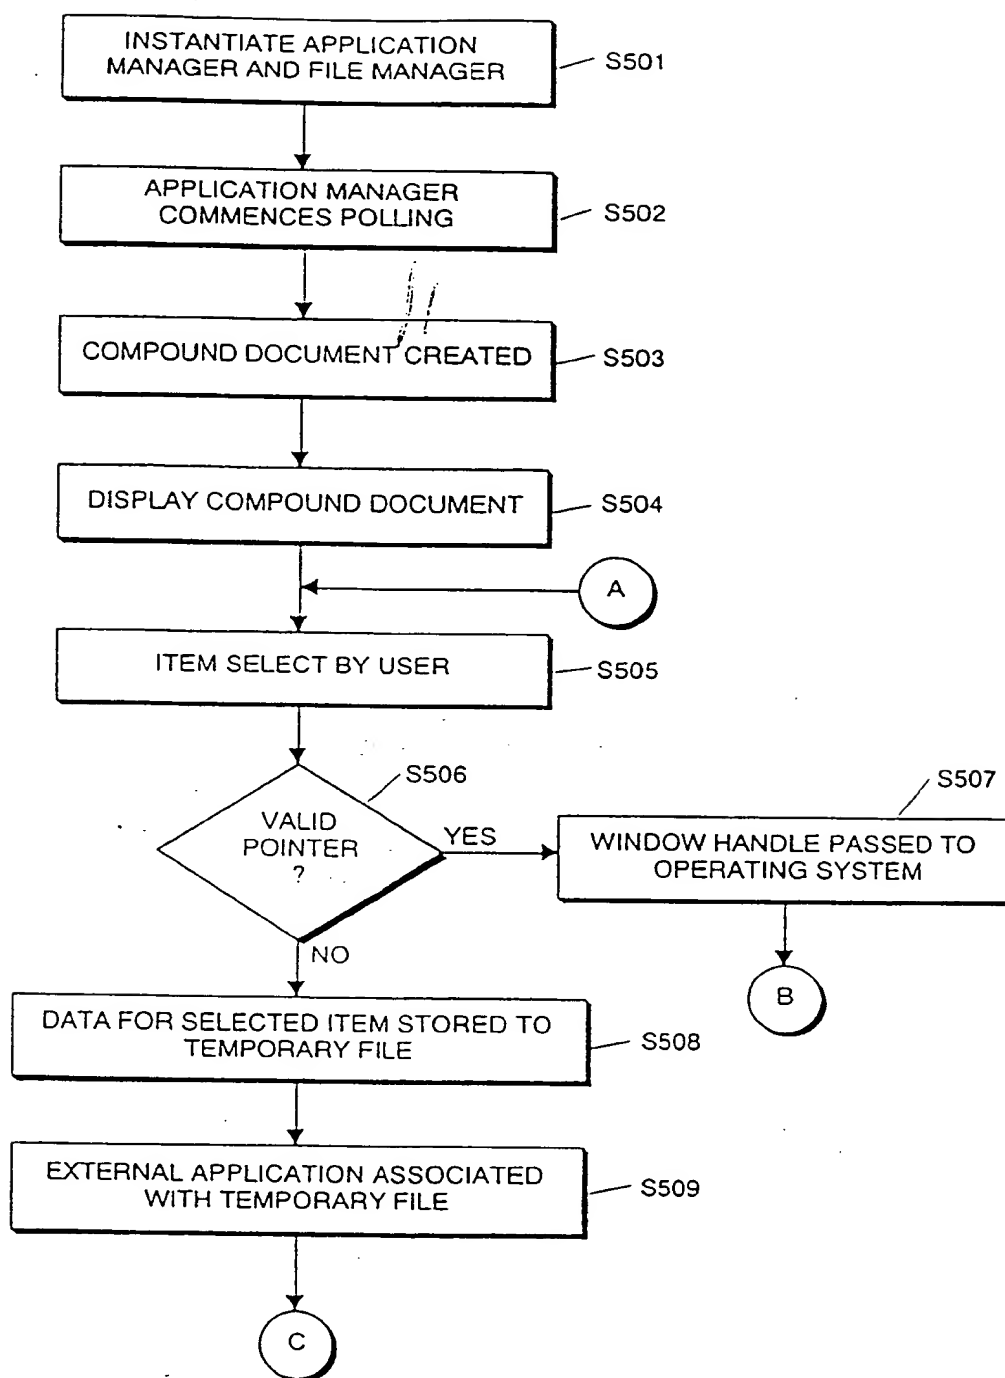 INSTANTIATE APPLICATION
MANAGER AND FILE MANAGER
S501
APPLICATION MANAGER
COMMENCES POLLING
S502
COMPOUND DOCUMENT CREATED
S503
DISPLAY COMPOUND DOCUMENT
S504
A
ITEM SELECT BY USER
S505
S506
VALID
POINTER
?
YES
S507
WINDOW HANDLE PASSED TO
OPERATING SYSTEM
NO
B
DATA FOR SELECTED ITEM STORED TO
TEMPORARY FILE
S508
EXTERNAL APPLICATION ASSOCIATED
WITH TEMPORARY FILE
S509
C